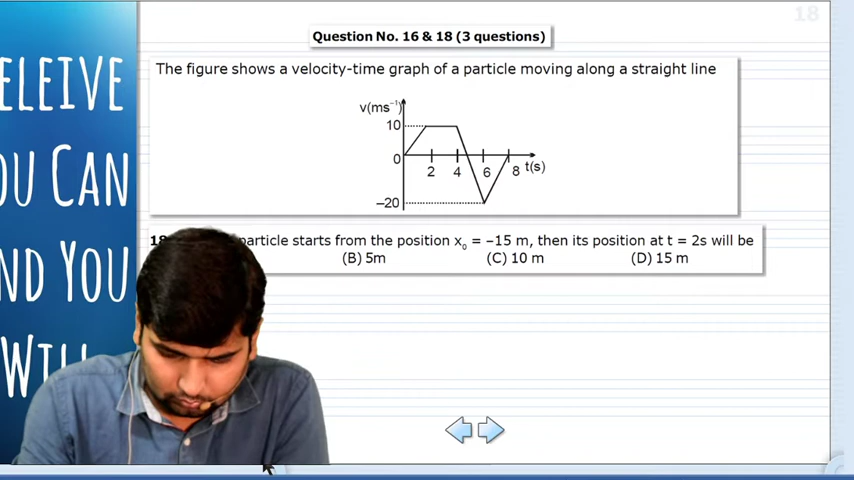 18
Question No. 16 & 18 (3 questions)
The figure shows a velocity-time graph of a particle moving along a straight line
v(ms⁻¹)
10
0
2 4 6 8 t(s)
–20
18
particle starts from the position x₀ = –15 m, then its position at t = 2s will be
(B) 5m (C) 10 m (D) 15 m
ELEIVE
OU CAN
ND YOU
WILL